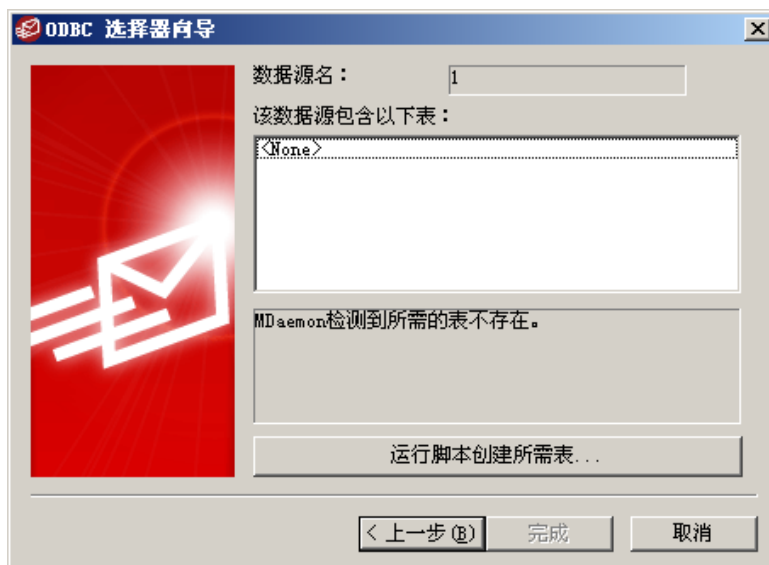 ODBC 选择器向导
数据源名： 1
该数据源包含以下表：
<None>
MDaemon检测到所需的表不存在。
运行脚本创建所需表...
< 上一步(B) 完成 取消